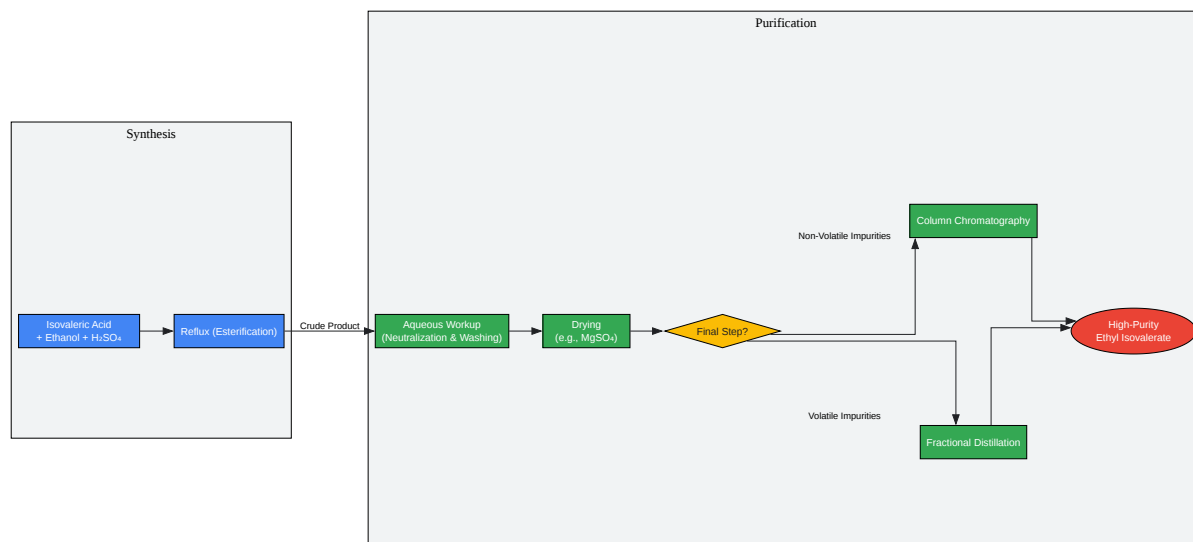 Purification
Synthesis
Isovaleric Acid
+ Ethanol + H₂SO₄
Reflux (Esterification)
Crude Product
Aqueous Workup
(Neutralization & Washing)
Drying
(e.g., MgSO₄)
Final Step?
Non-Volatile Impurities
Column Chromatography
Volatile Impurities
Fractional Distillation
High-Purity
Ethyl Isovalerate